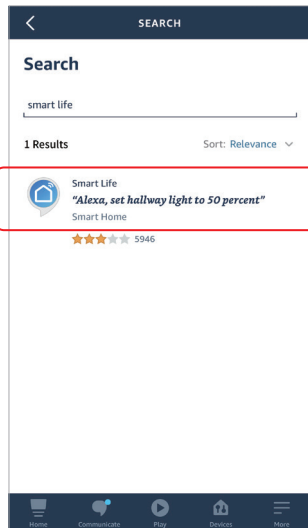 SEARCH
Search
smart life
1 Results Sort: Relevance
Smart Life
"Alexa, set hallway light to 50 percent"
Smart Home
5946
Home Communicate Play Devices More